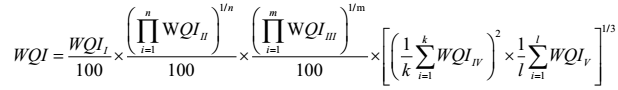 WQI = \frac{WQI_{I}}{100} \times \frac{\left(\prod_{i=1}^{n} WQI_{II}\right)^{1/n}}{100} \times \frac{\left(\prod_{i=1}^{m} WQI_{III}\right)^{1/m}}{100} \times \left[\left(\frac{1}{k}\sum_{i=1}^{k} WQI_{IV}\right)^{2} \times \frac{1}{l}\sum_{i=1}^{l} WQI_{V}\right]^{1/3}